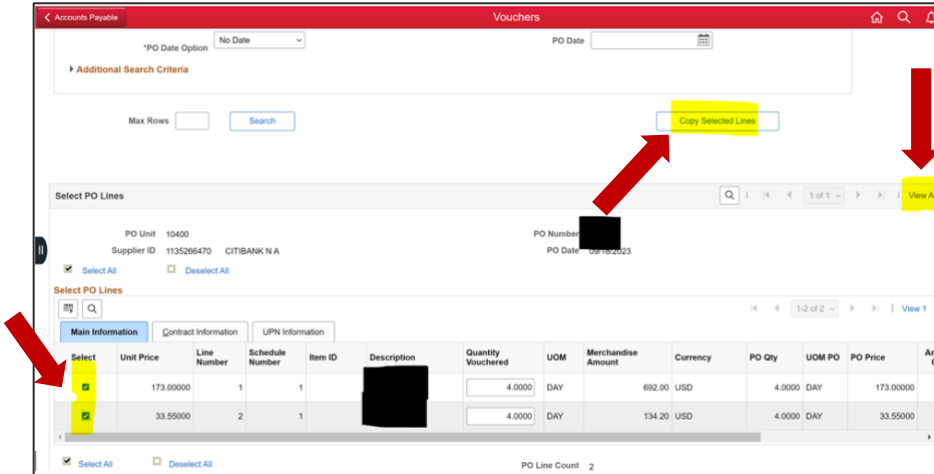 Accounts Payable Vouchers
*PO Date Option No Date PO Date
Additional Search Criteria
Max Rows Search Copy Selected Lines
Select PO Lines 1 of 1
PO Unit 10400 PO Number
Supplier ID 1135266470 CITIBANK N A PO Date 09/18/2023
Select All Deselect All
Select PO Lines
1-2 of 2 View 1
Main Information Contract Information UPN Information
Select Unit Price Line Number Schedule Number Item ID Description Quantity Vouchered UOM Merchandise Amount Currency PO Qty UOM PO PO Price
173.00000 1 1 4.0000 DAY 692.00 USD 4.0000 DAY 173.00000
33.55000 2 1 4.0000 DAY 134.20 USD 4.0000 DAY 33.55000
Select All Deselect All
PO Line Count 2